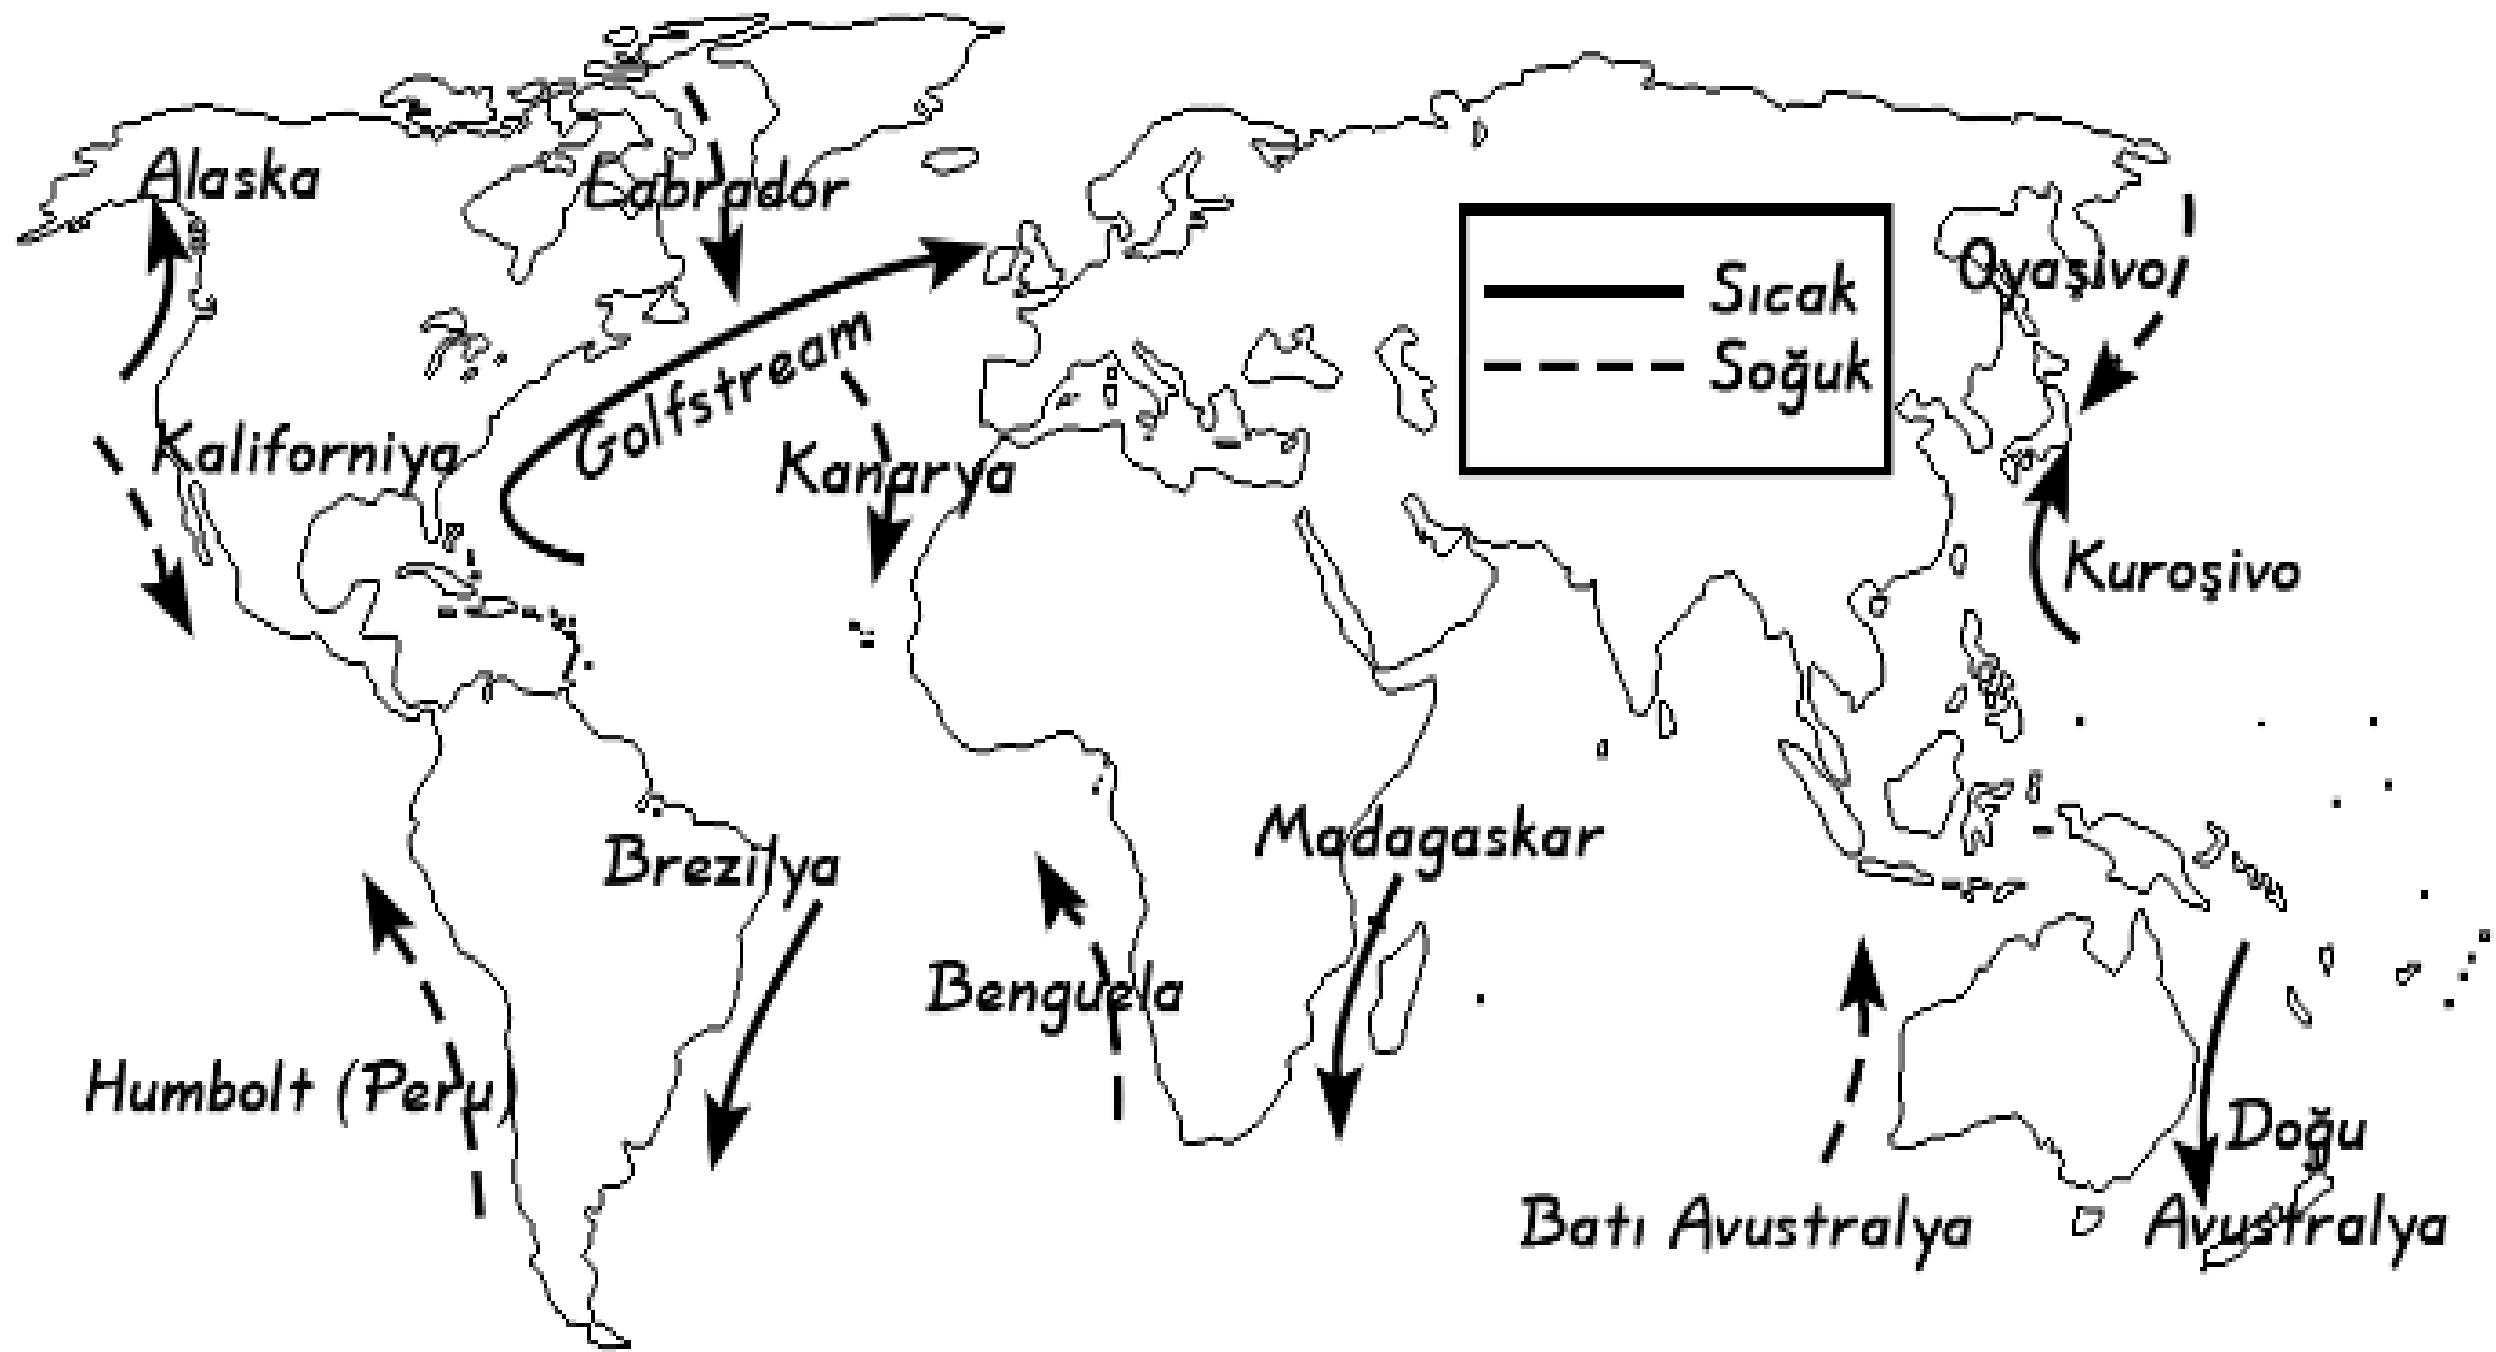 Alaska
Labrador
Golfstream
Kaliforniya
Kanarya
Sıcak
Soğuk
Oyaşivo
Kuroşivo
Brezilya
Madagaskar
Benguela
Humbolt (Peru)
Batı Avustralya
Doğu
Avustralya